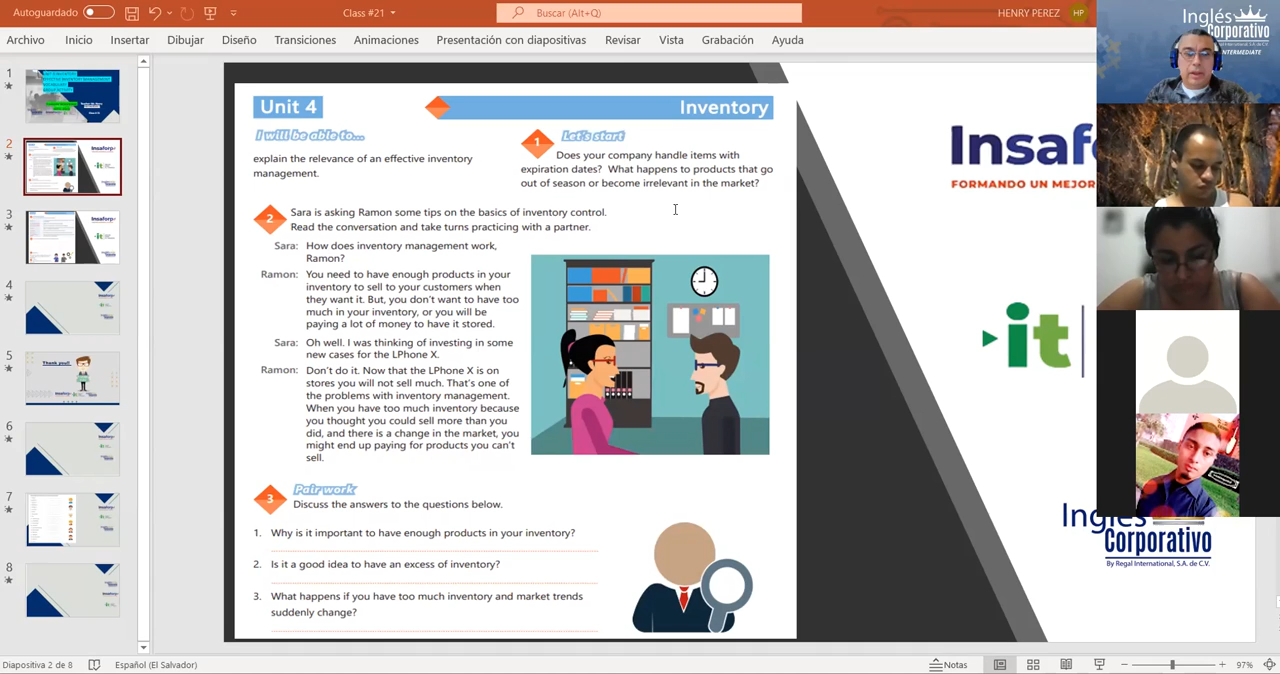 Autoguardado
Class #21
Buscar (Alt+Q)
HENRY PEREZ
HP
Archivo
Inicio
Insertar
Dibujar
Diseño
Transiciones
Animaciones
Presentación con diapositivas
Revisar
Vista
Grabación
Ayuda
Inglés
Corporativo
By Regal International, S.A. de C.V.
INTERMEDIATE
1
2
3
4
5
6
7
8
Thank you!!
Unit 4
Inventory
I will be able to...
explain the relevance of an effective inventory
management.
1
Let's start
Does your company handle items with
expiration dates? What happens to products that go
out of season or become irrelevant in the market?
2
Sara is asking Ramon some tips on the basics of inventory control.
Read the conversation and take turns practicing with a partner.
Sara: How does inventory management work,
Ramon?
Ramon: You need to have enough products in your
inventory to sell to your customers when
they want it. But, you don't want to have too
much in your inventory, or you will be
paying a lot of money to have it stored.
Sara: Oh well. I was thinking of investing in some
new cases for the LPhone X.
Ramon: Don't do it. Now that the LPhone X is on
stores you will not sell much. That's one of
the problems with inventory management.
When you have too much inventory because
you thought you could sell more than you
did, and there is a change in the market, you
might end up paying for products you can't
sell.
3
Pair work
Discuss the answers to the questions below.
1. Why is it important to have enough products in your inventory?
2. Is it a good idea to have an excess of inventory?
3. What happens if you have too much inventory and market trends
suddenly change?
Insafo
FORMANDO UN MEJOR
it
Inglés
Corporativo
By Regal International, S.A. de C.V.
Diapositiva 2 de 8
Español (El Salvador)
Notas
97%